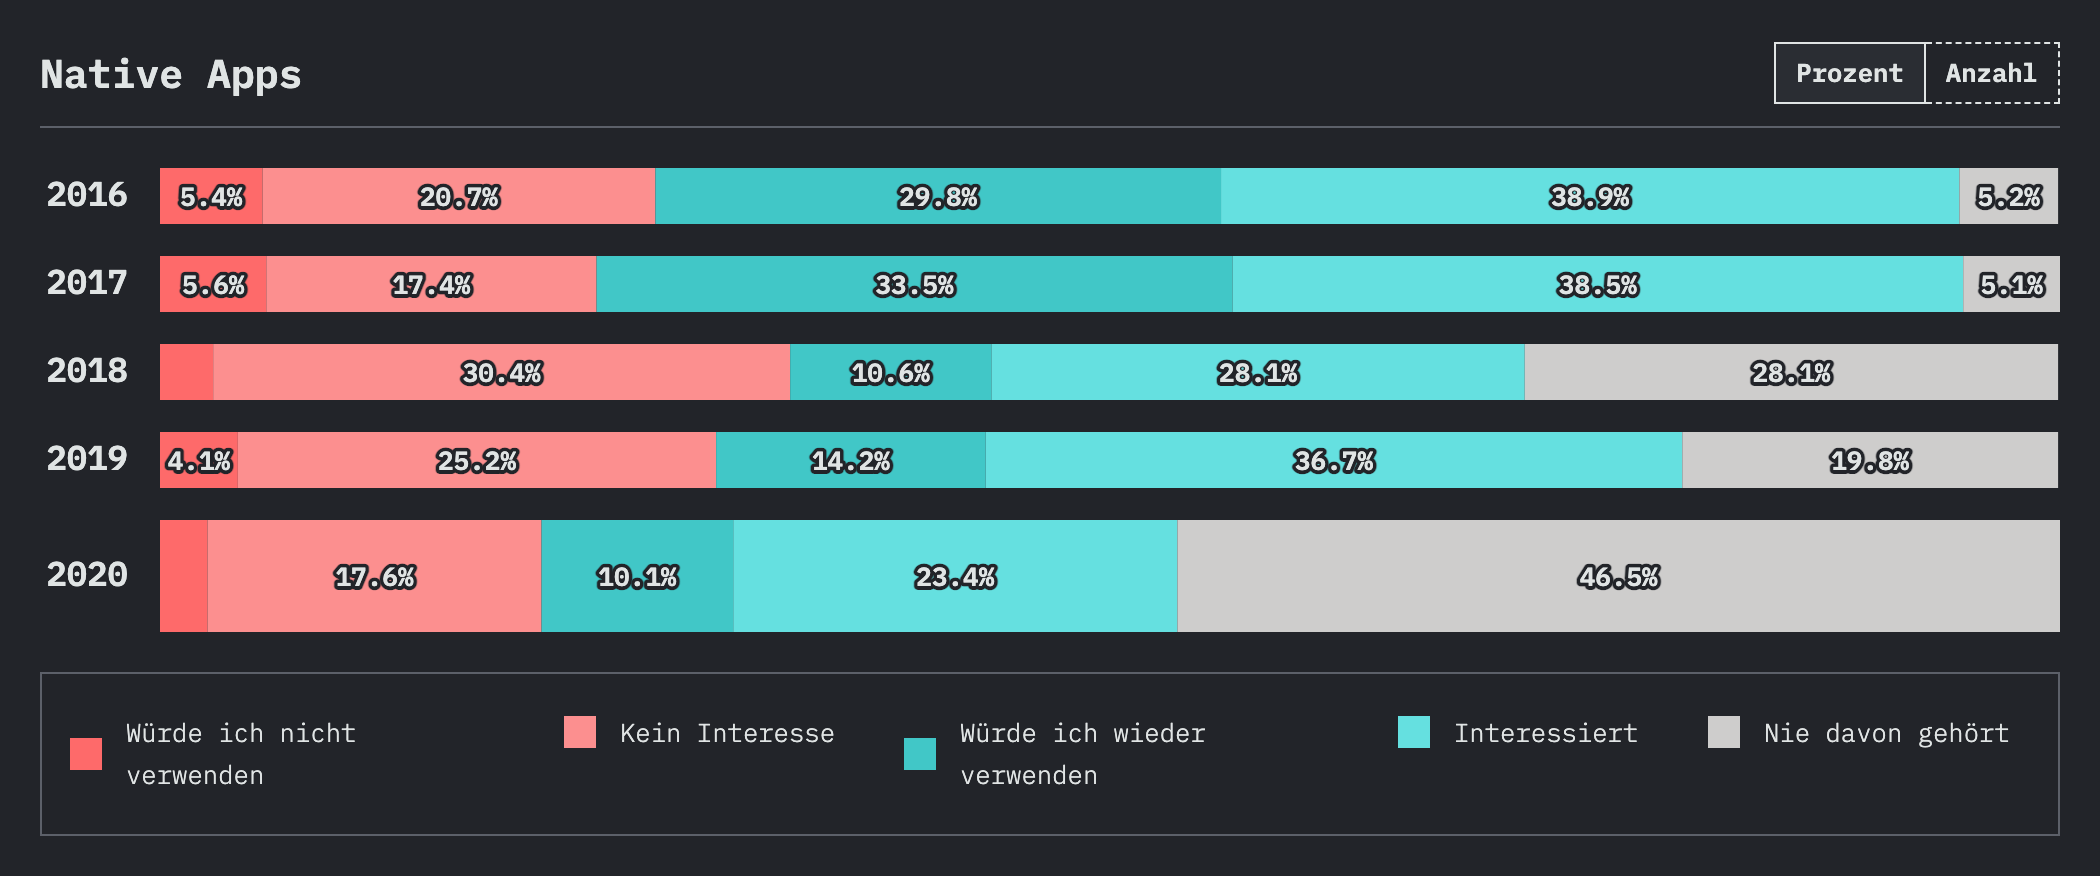 Native Apps
Prozent Anzahl
2016 5.4% 20.7% 29.8% 38.9% 5.2%
2017 5.6% 17.4% 33.5% 38.5% 5.1%
2018 30.4% 10.6% 28.1% 28.1%
2019 4.1% 25.2% 14.2% 36.7% 19.8%
2020 17.6% 10.1% 23.4% 46.5%
Würde ich nicht
verwenden
Kein Interesse
Würde ich wieder
verwenden
Interessiert
Nie davon gehört